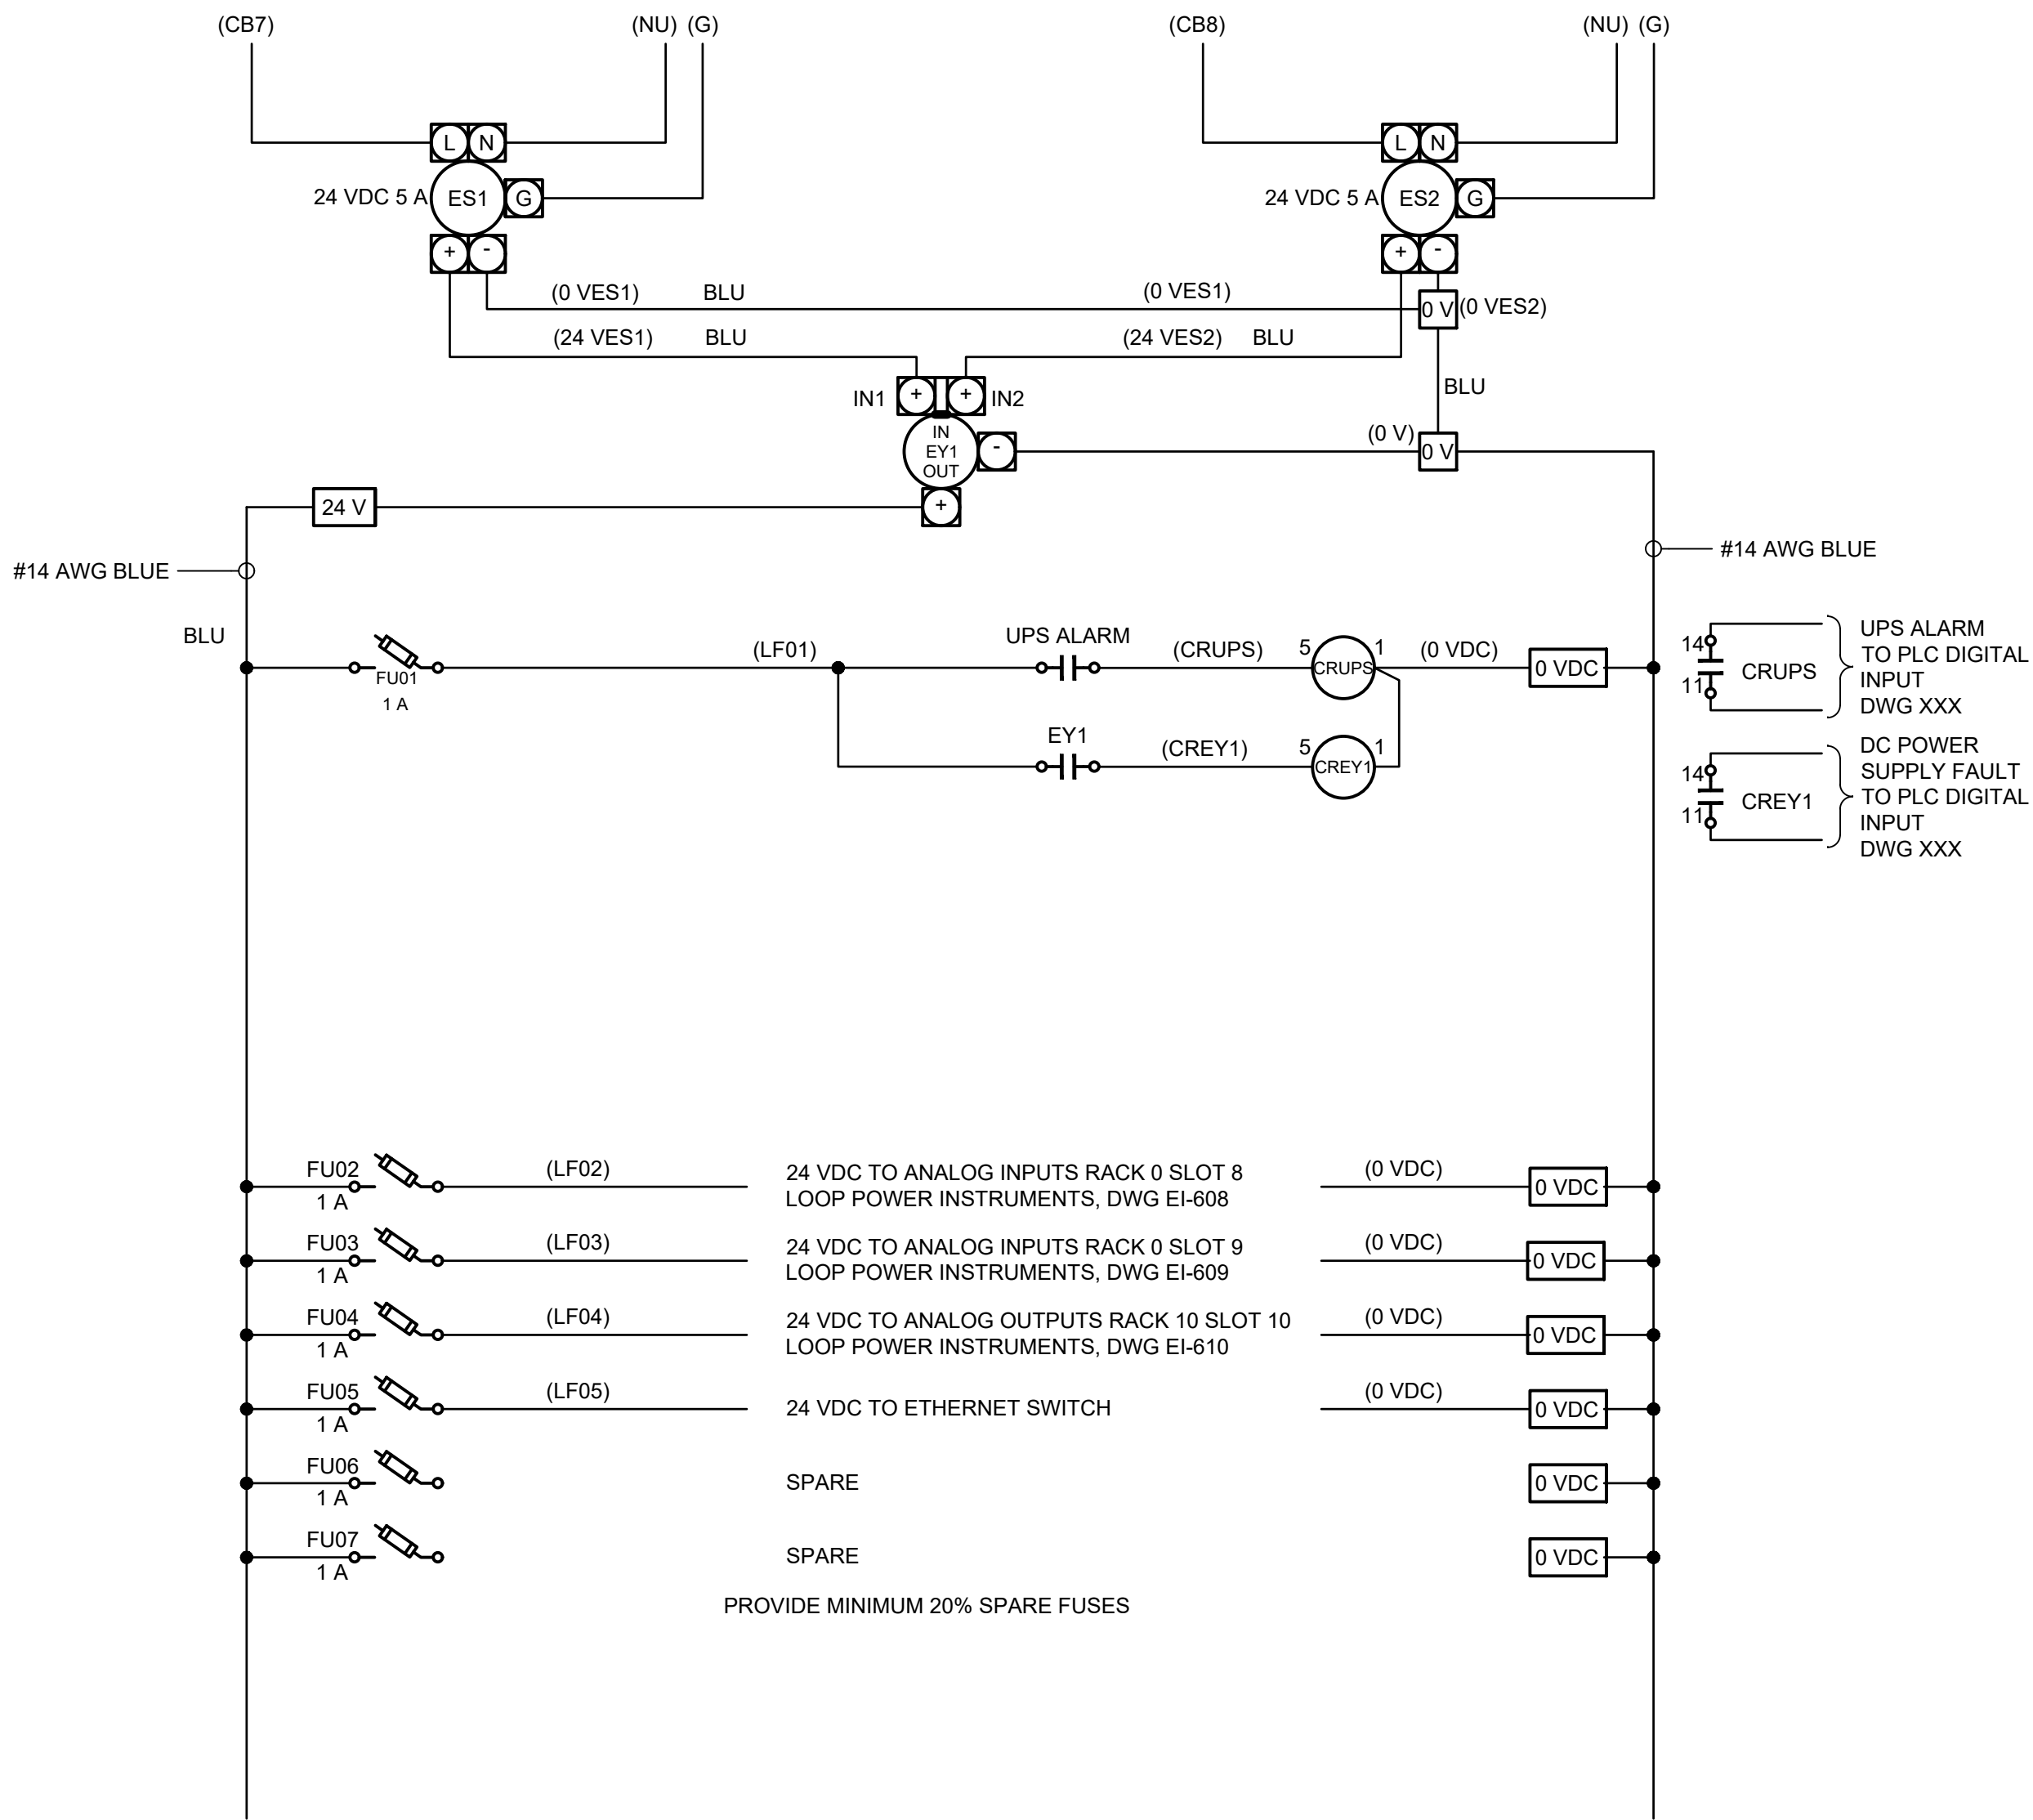 (CB7) (NU) (G) (CB8) (NU) (G)
L N L N
24 VDC 5 A ES1 G 24 VDC 5 A ES2 G
+ - + -
(0 VES1) BLU (0 VES1) 0 V (0 VES2)
(24 VES1) BLU (24 VES2) BLU
BLU
IN1 + + IN2
IN
EY1
OUT
- (0 V) 0 V
24 V +
#14 AWG BLUE #14 AWG BLUE
BLU FU01 (LF01) UPS ALARM (CRUPS) 5 CRUPS 1 (0 VDC) 0 VDC
1 A
EY1 (CREY1) 5 CREY1 1
14 CRUPS 11
UPS ALARM
TO PLC DIGITAL
INPUT
DWG XXX
14 CREY1 11
DC POWER
SUPPLY FAULT
TO PLC DIGITAL
INPUT
DWG XXX
FU02 (LF02) 24 VDC TO ANALOG INPUTS RACK 0 SLOT 8 (0 VDC) 0 VDC
1 A LOOP POWER INSTRUMENTS, DWG EI-608
FU03 (LF03) 24 VDC TO ANALOG INPUTS RACK 0 SLOT 9 (0 VDC) 0 VDC
1 A LOOP POWER INSTRUMENTS, DWG EI-609
FU04 (LF04) 24 VDC TO ANALOG OUTPUTS RACK 10 SLOT 10 (0 VDC) 0 VDC
1 A LOOP POWER INSTRUMENTS, DWG EI-610
FU05 (LF05) 24 VDC TO ETHERNET SWITCH (0 VDC) 0 VDC
1 A
FU06 SPARE 0 VDC
1 A
FU07 SPARE 0 VDC
1 A
PROVIDE MINIMUM 20% SPARE FUSES